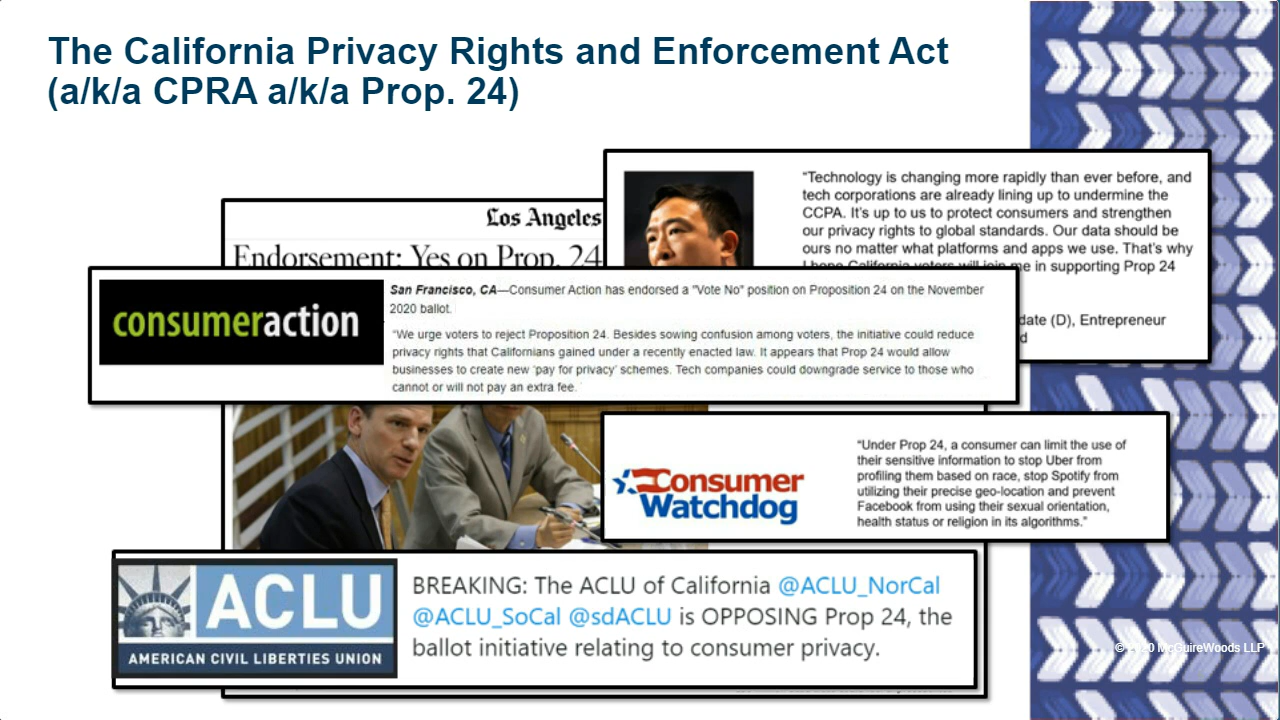 The California Privacy Rights and Enforcement Act
(a/k/a CPRA a/k/a Prop. 24)
Los Angeles
Endorsement: Yes on Prop. 24
“Technology is changing more rapidly than ever before, and
tech corporations are already lining up to undermine the
CCPA. It’s up to us to protect consumers and strengthen
our privacy rights to global standards. Our data should be
ours no matter what platforms and apps we use. That’s why
I hope California voters will join me in supporting Prop 24
date (D), Entrepreneur
d
consumeraction
San Francisco, CA—Consumer Action has endorsed a "Vote No" position on Proposition 24 on the November
2020 ballot.
“We urge voters to reject Proposition 24. Besides sowing confusion among voters, the initiative could reduce
privacy rights that Californians gained under a recently enacted law. It appears that Prop 24 would allow
businesses to create new ‘pay for privacy’ schemes. Tech companies could downgrade service to those who
cannot or will not pay an extra fee.
Consumer
Watchdog
“Under Prop 24, a consumer can limit the use of
their sensitive information to stop Uber from
profiling them based on race, stop Spotify from
utilizing their precise geo-location and prevent
Facebook from using their sexual orientation,
health status or religion in its algorithms.”
ACLU
AMERICAN CIVIL LIBERTIES UNION
BREAKING: The ACLU of California @ACLU_NorCal
@ACLU_SoCal @sdACLU is OPPOSING Prop 24, the
ballot initiative relating to consumer privacy.
© 2020 McGuireWoods LLP